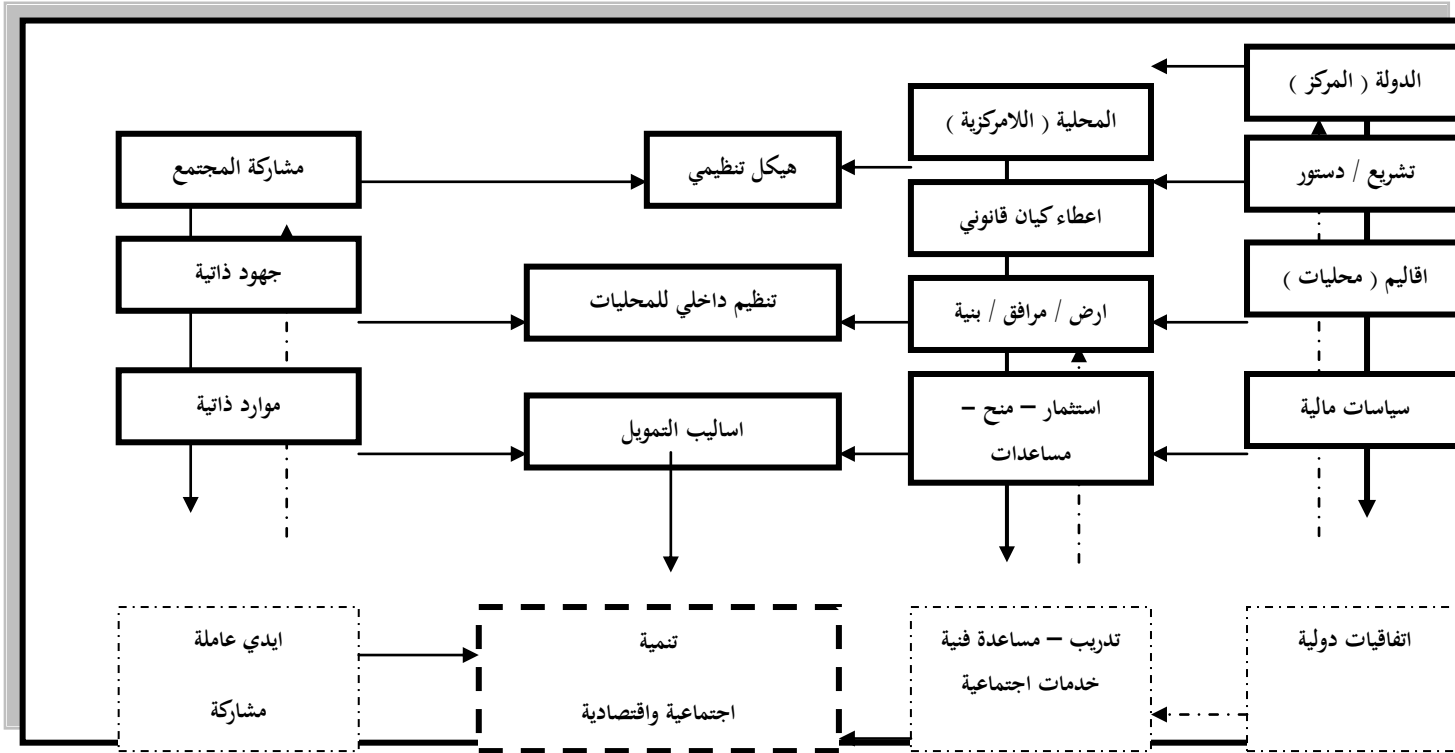 الدولة ( المركز )
تشريع / دستور
اقاليم ( محليات )
سياسات مالية
اتفاقيات دولية
المحلية ( اللامركزية )
اعطاء كيان قانوني
ارض / مرافق / بنية
استثمار – منح –
مساعدات
تدريب – مساعدة فنية
خدمات اجتماعية
هيكل تنظيمي
تنظيم داخلي للمحليات
اساليب التمويل
تنمية
اجتماعية واقتصادية
مشاركة المجتمع
جهود ذاتية
موارد ذاتية
ايدي عاملة
مشاركة